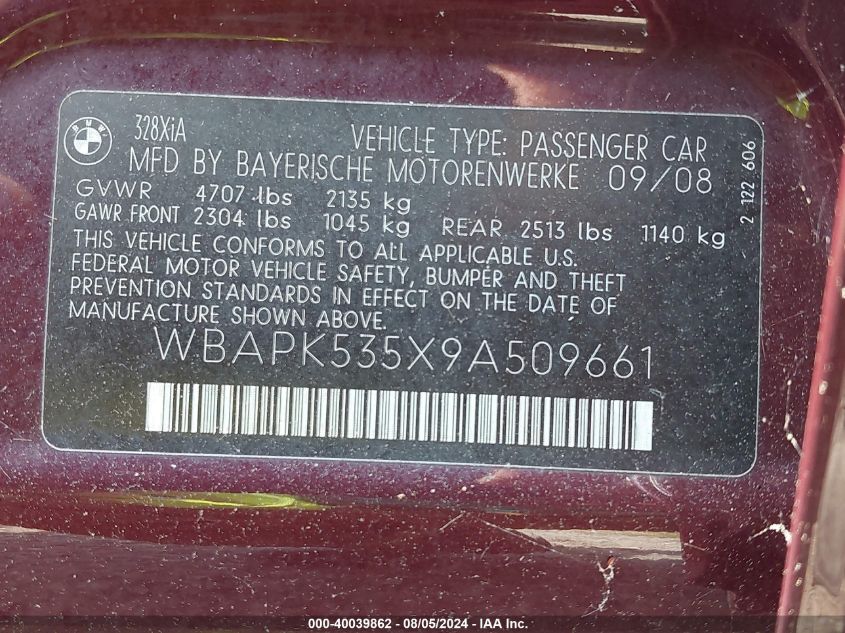 BMW
328XiA
VEHICLE TYPE: PASSENGER CAR
MFD BY BAYERISCHE MOTORENWERKE 09/08
GVWR 4707 lbs 2135 kg
GAWR FRONT 2304 lbs 1045 kg REAR 2513 lbs 1140 kg
THIS VEHICLE CONFORMS TO ALL APPLICABLE U.S.
FEDERAL MOTOR VEHICLE SAFETY, BUMPER AND THEFT
PREVENTION STANDARDS IN EFFECT ON THE DATE OF
MANUFACTURE SHOWN ABOVE.
WBAPK535X9A509661
2 122 606
000-40039862 - 08/05/2024 - IAA Inc.